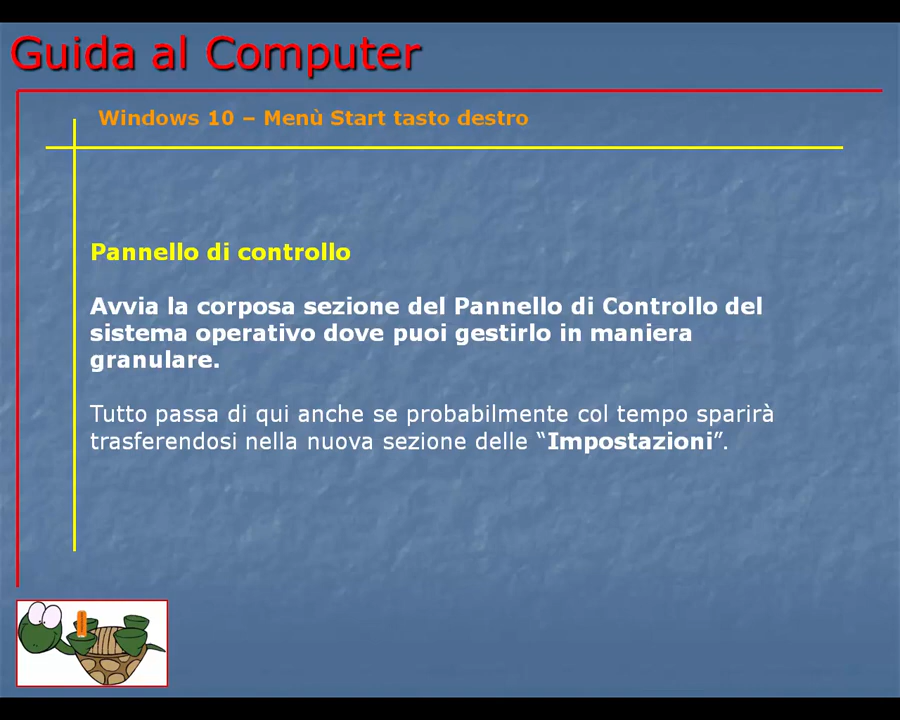 Guida al Computer
Windows 10 – Menù Start tasto destro
Pannello di controllo
Avvia la corposa sezione del Pannello di Controllo del
sistema operativo dove puoi gestirlo in maniera
granulare.
Tutto passa di qui anche se probabilmente col tempo sparirà
trasferendosi nella nuova sezione delle “Impostazioni”.